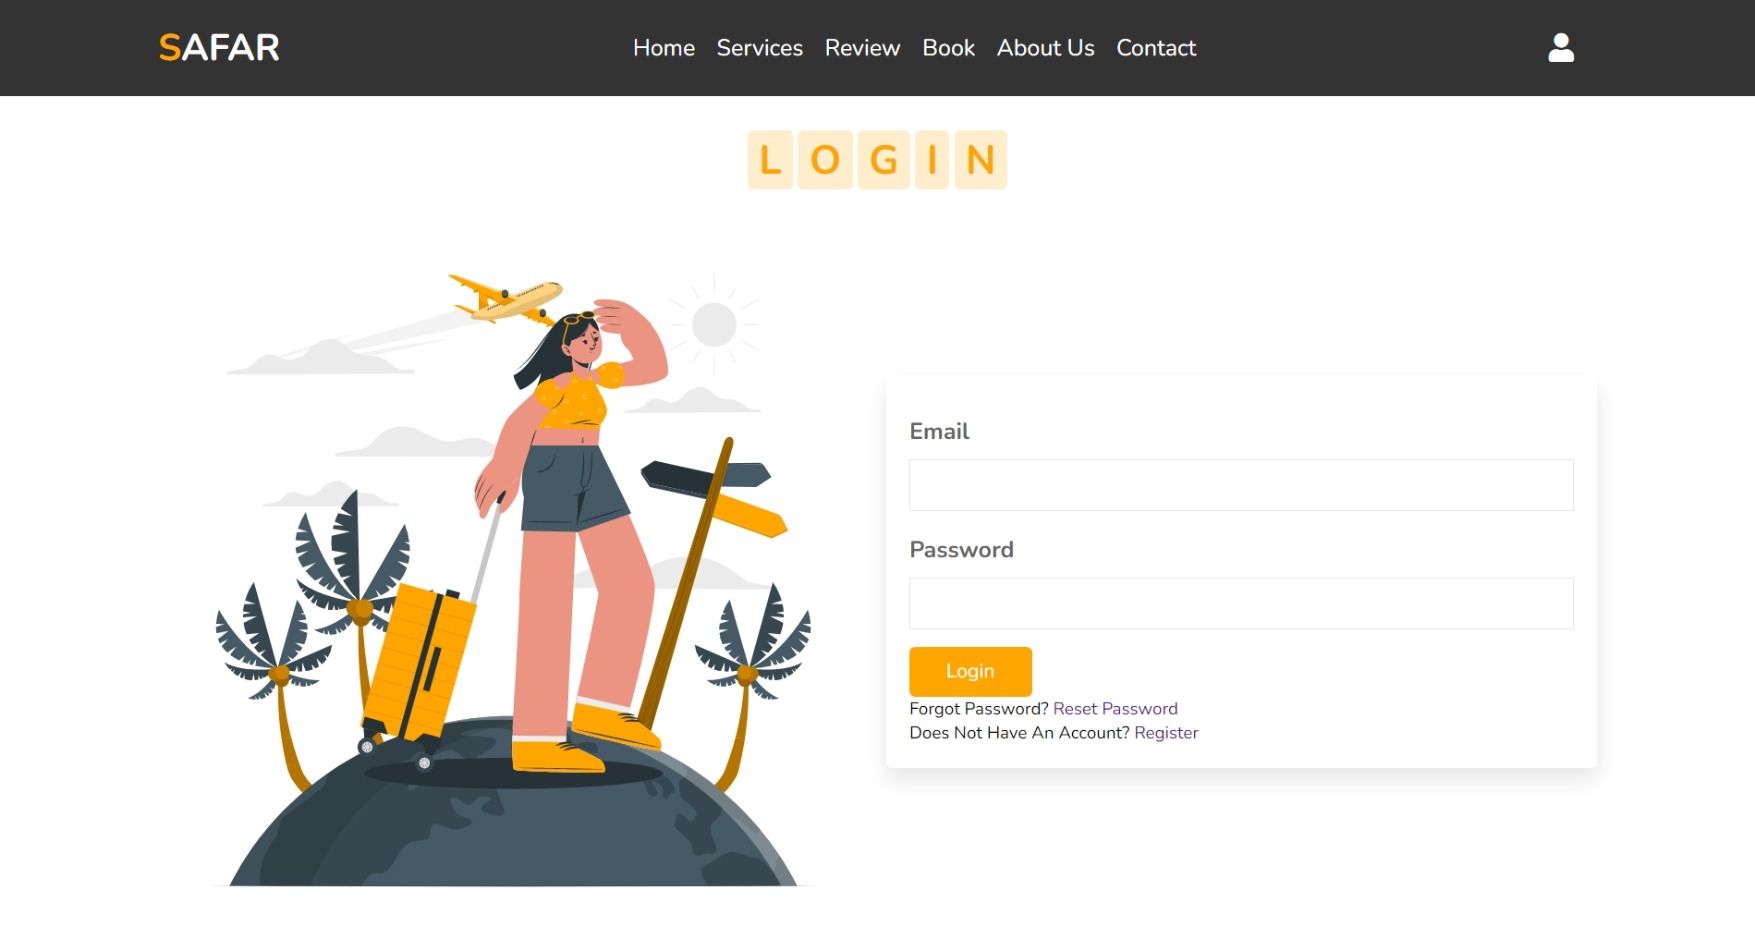 SAFAR
Home Services Review Book About Us Contact
LOGIN
Email
Password
Login
Forgot Password? Reset Password
Does Not Have An Account? Register